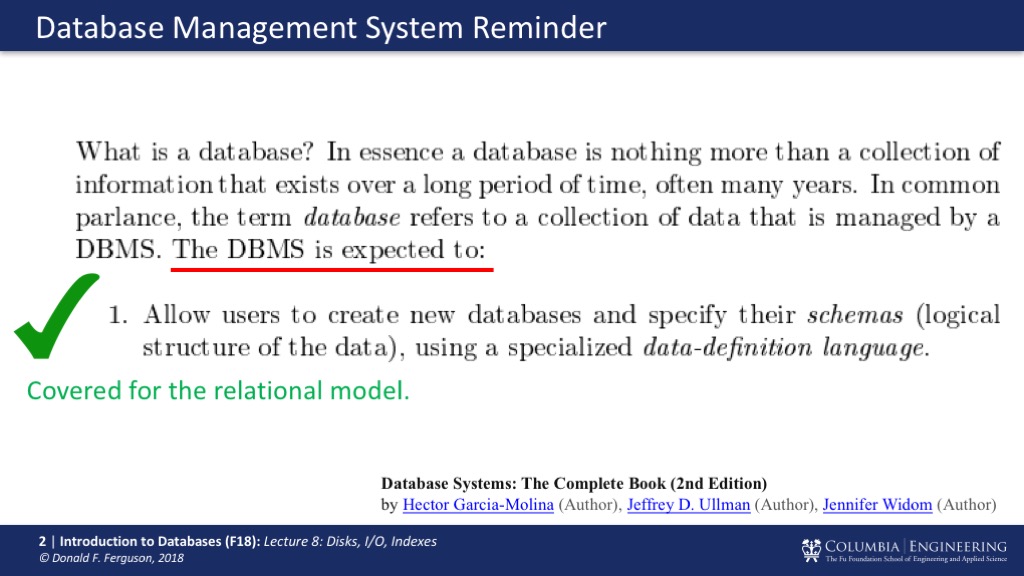 Database Management System Reminder
What is a database? In essence a database is nothing more than a collection of
information that exists over a long period of time, often many years. In common
parlance, the term database refers to a collection of data that is managed by a
DBMS. The DBMS is expected to:
1. Allow users to create new databases and specify their schemas (logical
structure of the data), using a specialized data-definition language.
Covered for the relational model.
Database Systems: The Complete Book (2nd Edition)
by Hector Garcia-Molina (Author), Jeffrey D. Ullman (Author), Jennifer Widom (Author)
2 | Introduction to Databases (F18): Lecture 8: Disks, I/O, Indexes
© Donald F. Ferguson, 2018
COLUMBIA | ENGINEERING
The Fu Foundation School of Engineering and Applied Science